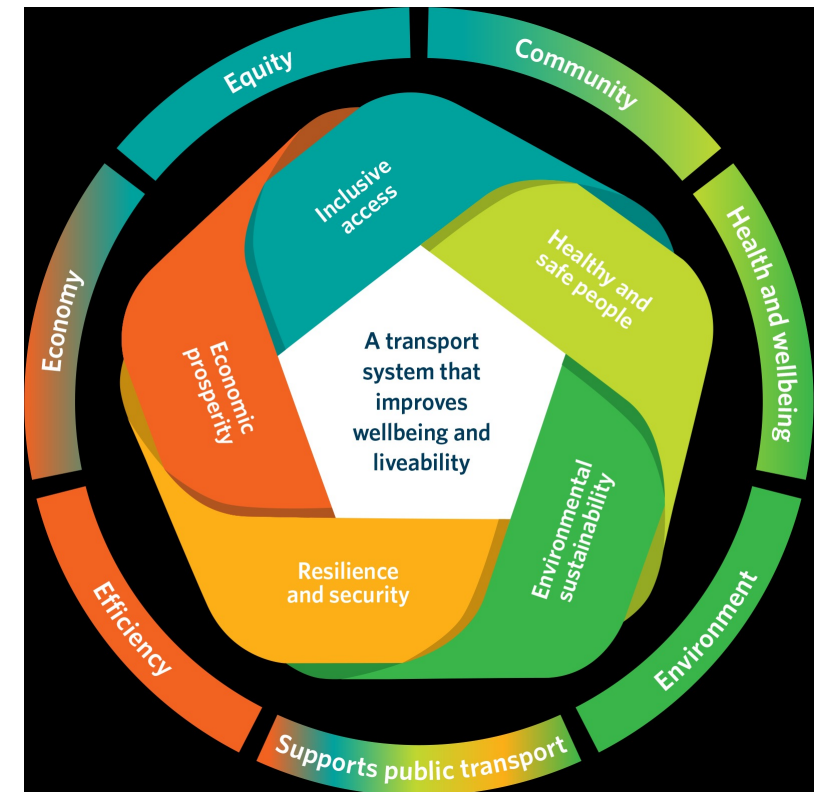 Equity
Community
Health and wellbeing
Environment
Supports public transport
Efficiency
Economy
Inclusive
access
Healthy and
safe people
Environmental
sustainability
Resilience
and security
Economic
prosperity
A transport
system that
improves
wellbeing and
liveability